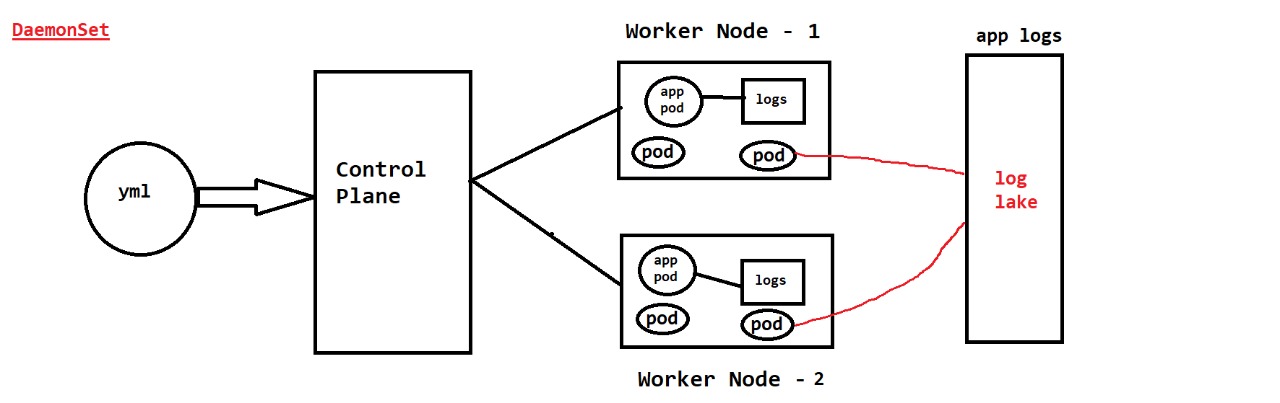 DaemonSet
yml
Control
Plane
Worker Node - 1
app
pod
logs
pod
pod
app
pod
logs
pod
pod
Worker Node - 2
app logs
log
lake